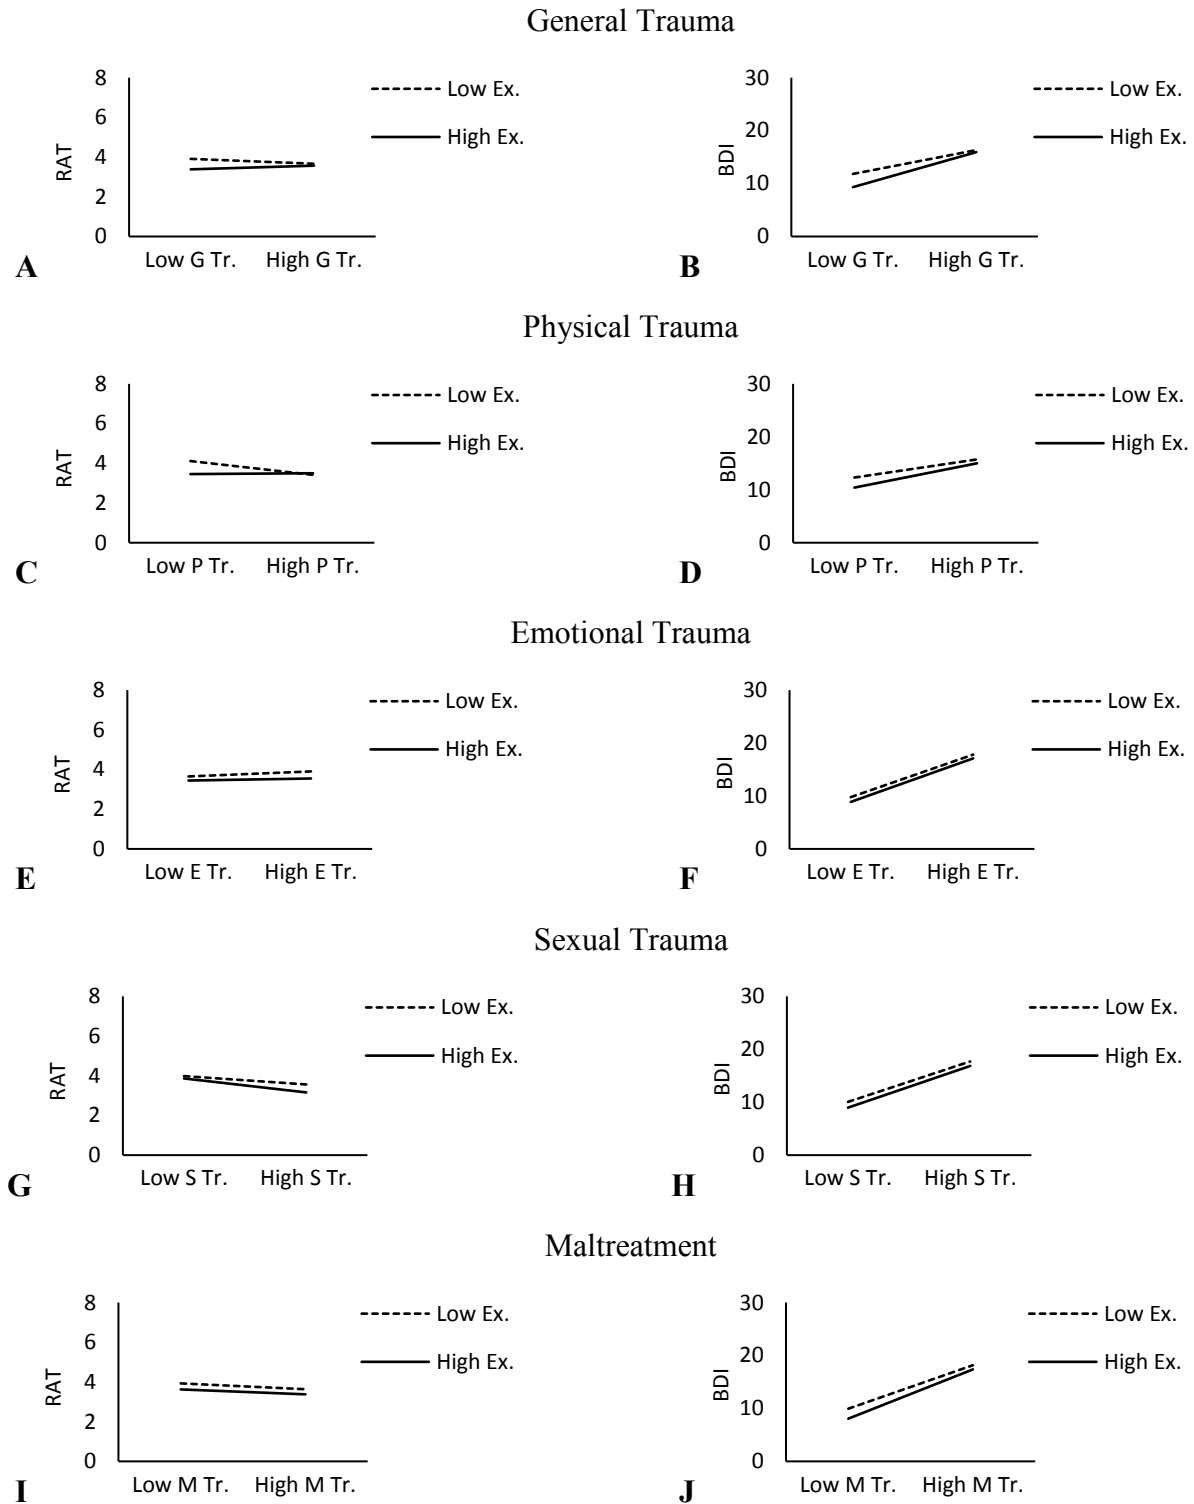 General Trauma
8
6
4
2
0
RAT
Low G Tr. High G Tr.
Low Ex.
High Ex.
A
30
20
10
0
BDI
Low G Tr. High G Tr.
Low Ex.
High Ex.
B
Physical Trauma
8
6
4
2
0
RAT
Low P Tr. High P Tr.
Low Ex.
High Ex.
C
30
20
10
0
BDI
Low P Tr. High P Tr.
Low Ex.
High Ex.
D
Emotional Trauma
8
6
4
2
0
RAT
Low E Tr. High E Tr.
Low Ex.
High Ex.
E
30
20
10
0
BDI
Low E Tr. High E Tr.
Low Ex.
High Ex.
F
Sexual Trauma
8
6
4
2
0
RAT
Low S Tr. High S Tr.
Low Ex.
High Ex.
G
30
20
10
0
BDI
Low S Tr. High S Tr.
Low Ex.
High Ex.
H
Maltreatment
8
6
4
2
0
RAT
Low M Tr. High M Tr.
Low Ex.
High Ex.
I
30
20
10
0
BDI
Low M Tr. High M Tr.
Low Ex.
High Ex.
J